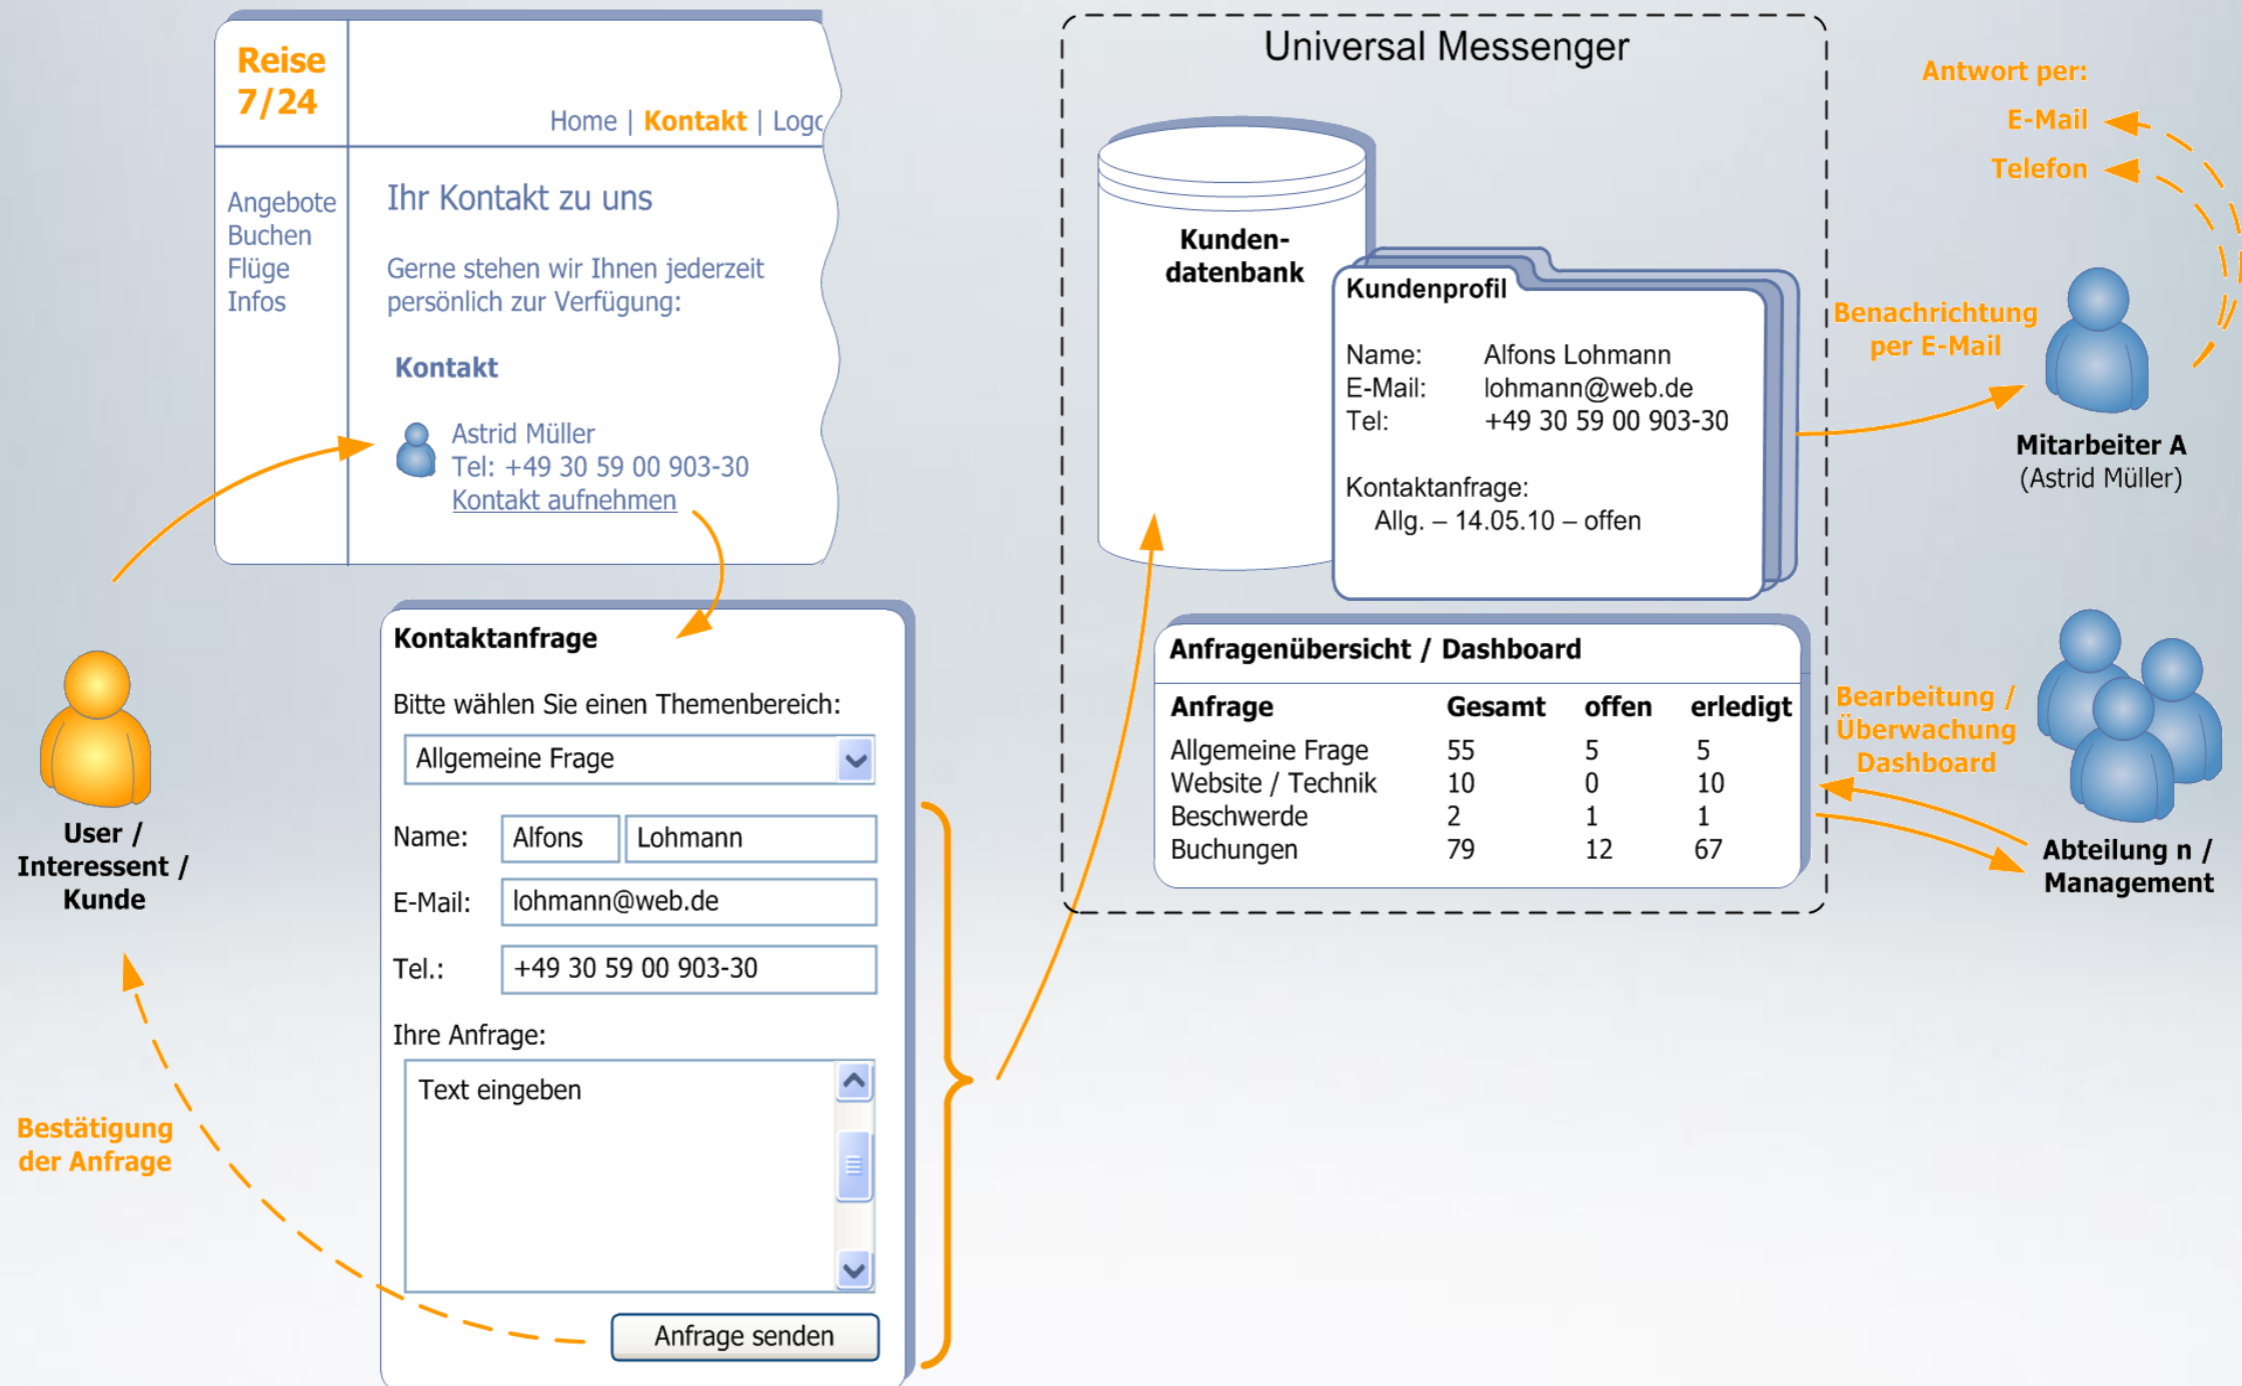 Reise
7/24
Home | Kontakt | Logo
Angebote
Buchen
Flüge
Infos
Ihr Kontakt zu uns
Gerne stehen wir Ihnen jederzeit
persönlich zur Verfügung:
Kontakt
Astrid Müller
Tel: +49 30 59 00 903-30
Kontakt aufnehmen
User /
Interessent /
Kunde
Bestätigung
der Anfrage
Kontaktanfrage
Bitte wählen Sie einen Themenbereich:
Allgemeine Frage
Name: Alfons Lohmann
E-Mail: lohmann@web.de
Tel.: +49 30 59 00 903-30
Ihre Anfrage:
Text eingeben
Anfrage senden
Universal Messenger
Kunden-
datenbank
Kundenprofil
Name: Alfons Lohmann
E-Mail: lohmann@web.de
Tel: +49 30 59 00 903-30
Kontaktanfrage:
Allg. – 14.05.10 – offen
Anfragenübersicht / Dashboard
Anfrage Gesamt offen erledigt
Allgemeine Frage 55 5 5
Website / Technik 10 0 10
Beschwerde 2 1 1
Buchungen 79 12 67
Antwort per:
E-Mail
Telefon
Benachrichtung
per E-Mail
Mitarbeiter A
(Astrid Müller)
Bearbeitung /
Überwachung
Dashboard
Abteilung n /
Management